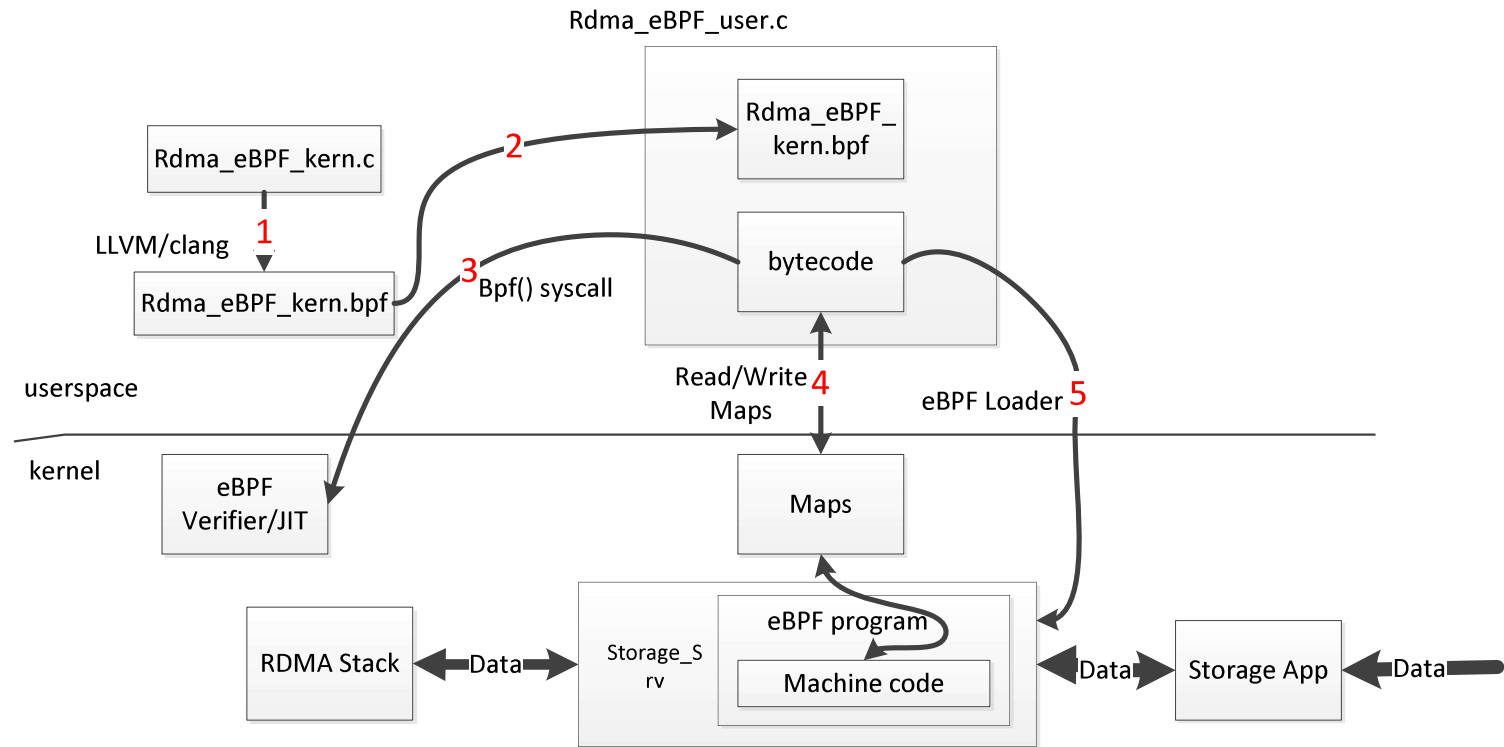 Rdma_eBPF_user.c
Rdma_eBPF_
kern.bpf
Rdma_eBPF_kern.c
2
1
LLVM/clang
Rdma_eBPF_kern.bpf
bytecode
3
Bpf() syscall
Read/Write
Maps
4
eBPF Loader
5
userspace
kernel
eBPF
Verifier/JIT
Maps
eBPF program
RDMA Stack
Data
Storage_S
rv
Machine code
Data
Storage App
Data